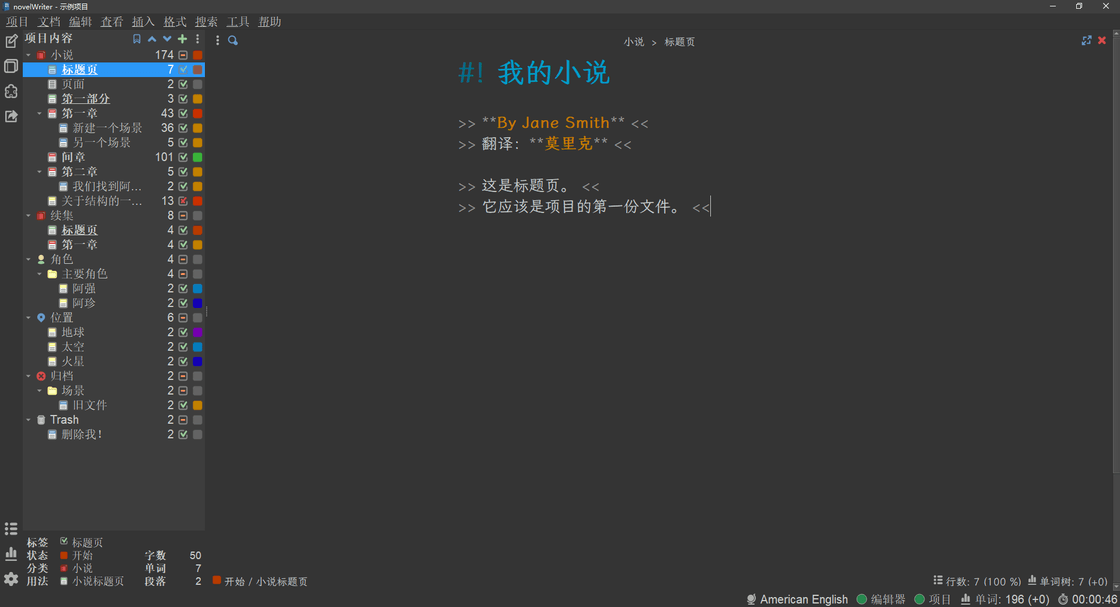 novelWriter - 示例项目
项目 文档 编辑 查看 插入 格式 搜索 工具 帮助
项目内容
小说 174
标题页 7
页面 2
第一部分 3
第一章 43
新建一个场景 36
另一个场景 5
间章 101
第二章 5
我们找到阿... 2
关于结构的一... 13
续集 8
标题页 4
第一章 4
角色 4
主要角色 4
阿强 2
阿珍 2
位置 6
地球 2
太空 2
火星 2
归档 2
场景 2
旧文件 2
Trash 2
删除我! 2
标签 标题页
状态 开始 字数 50
分类 小说 单词 7
用法 小说标题页 段落 2
小说 > 标题页
#! 我的小说
>> **By Jane Smith** <<
>> 翻译：**莫里克** <<
>> 这是标题页。 <<
>> 它应该是项目的第一份文件。 <<
开始 / 小说标题页
行数: 7 (100 %) 单词树: 7 (+0)
American English 编辑器 项目 单词: 196 (+0) 00:00:46